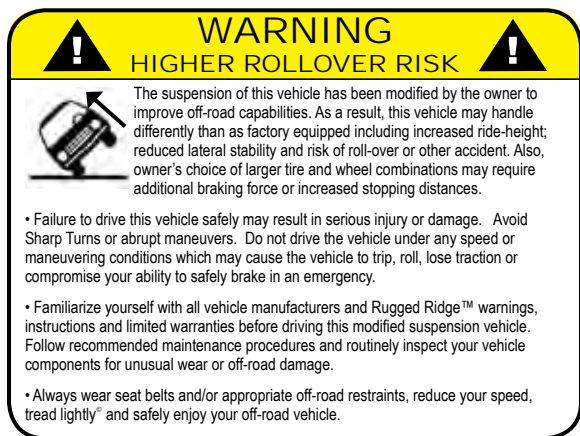 WARNING
HIGHER ROLLOVER RISK
The suspension of this vehicle has been modified by the owner to
improve off-road capabilities. As a result, this vehicle may handle
differently than as factory equipped including increased ride-height;
reduced lateral stability and risk of roll-over or other accident. Also,
owner's choice of larger tire and wheel combinations may require
additional braking force or increased stopping distances.
• Failure to drive this vehicle safely may result in serious injury or damage.   Avoid
Sharp Turns or abrupt maneuvers.  Do not drive the vehicle under any speed or
maneuvering conditions which may cause the vehicle to trip, roll, lose traction or
compromise your ability to safely brake in an emergency.
• Familiarize yourself with all vehicle manufacturers and Rugged Ridge™ warnings,
instructions and limited warranties before driving this modified suspension vehicle.
Follow recommended maintenance procedures and routinely inspect your vehicle
components for unusual wear or off-road damage.
• Always wear seat belts and/or appropriate off-road restraints, reduce your speed,
tread lightly© and safely enjoy your off-road vehicle.